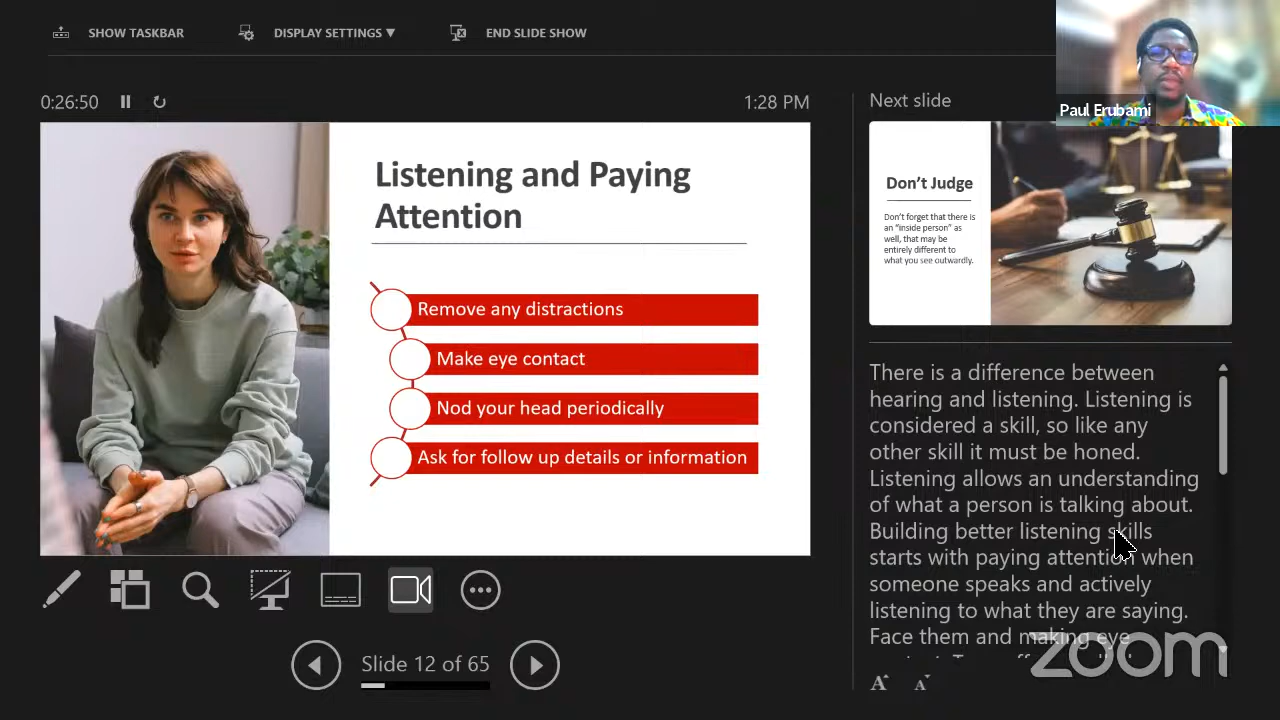 SHOW TASKBAR
DISPLAY SETTINGS ▼
END SLIDE SHOW
0:26:50
1:28 PM
Listening and Paying
Attention
Remove any distractions
Make eye contact
Nod your head periodically
Ask for follow up details or information
Slide 12 of 65
Next slide
Paul Erubami
Don’t Judge
Don’t forget that there is
an “inside person” as
well, that may be
entirely different to
what you see outwardly.
There is a difference between
hearing and listening. Listening is
considered a skill, so like any
other skill it must be honed.
Listening allows an understanding
of what a person is talking about.
Building better listening skills
starts with paying attention when
someone speaks and actively
listening to what they are saying.
Face them and making eye
zoom
A
A